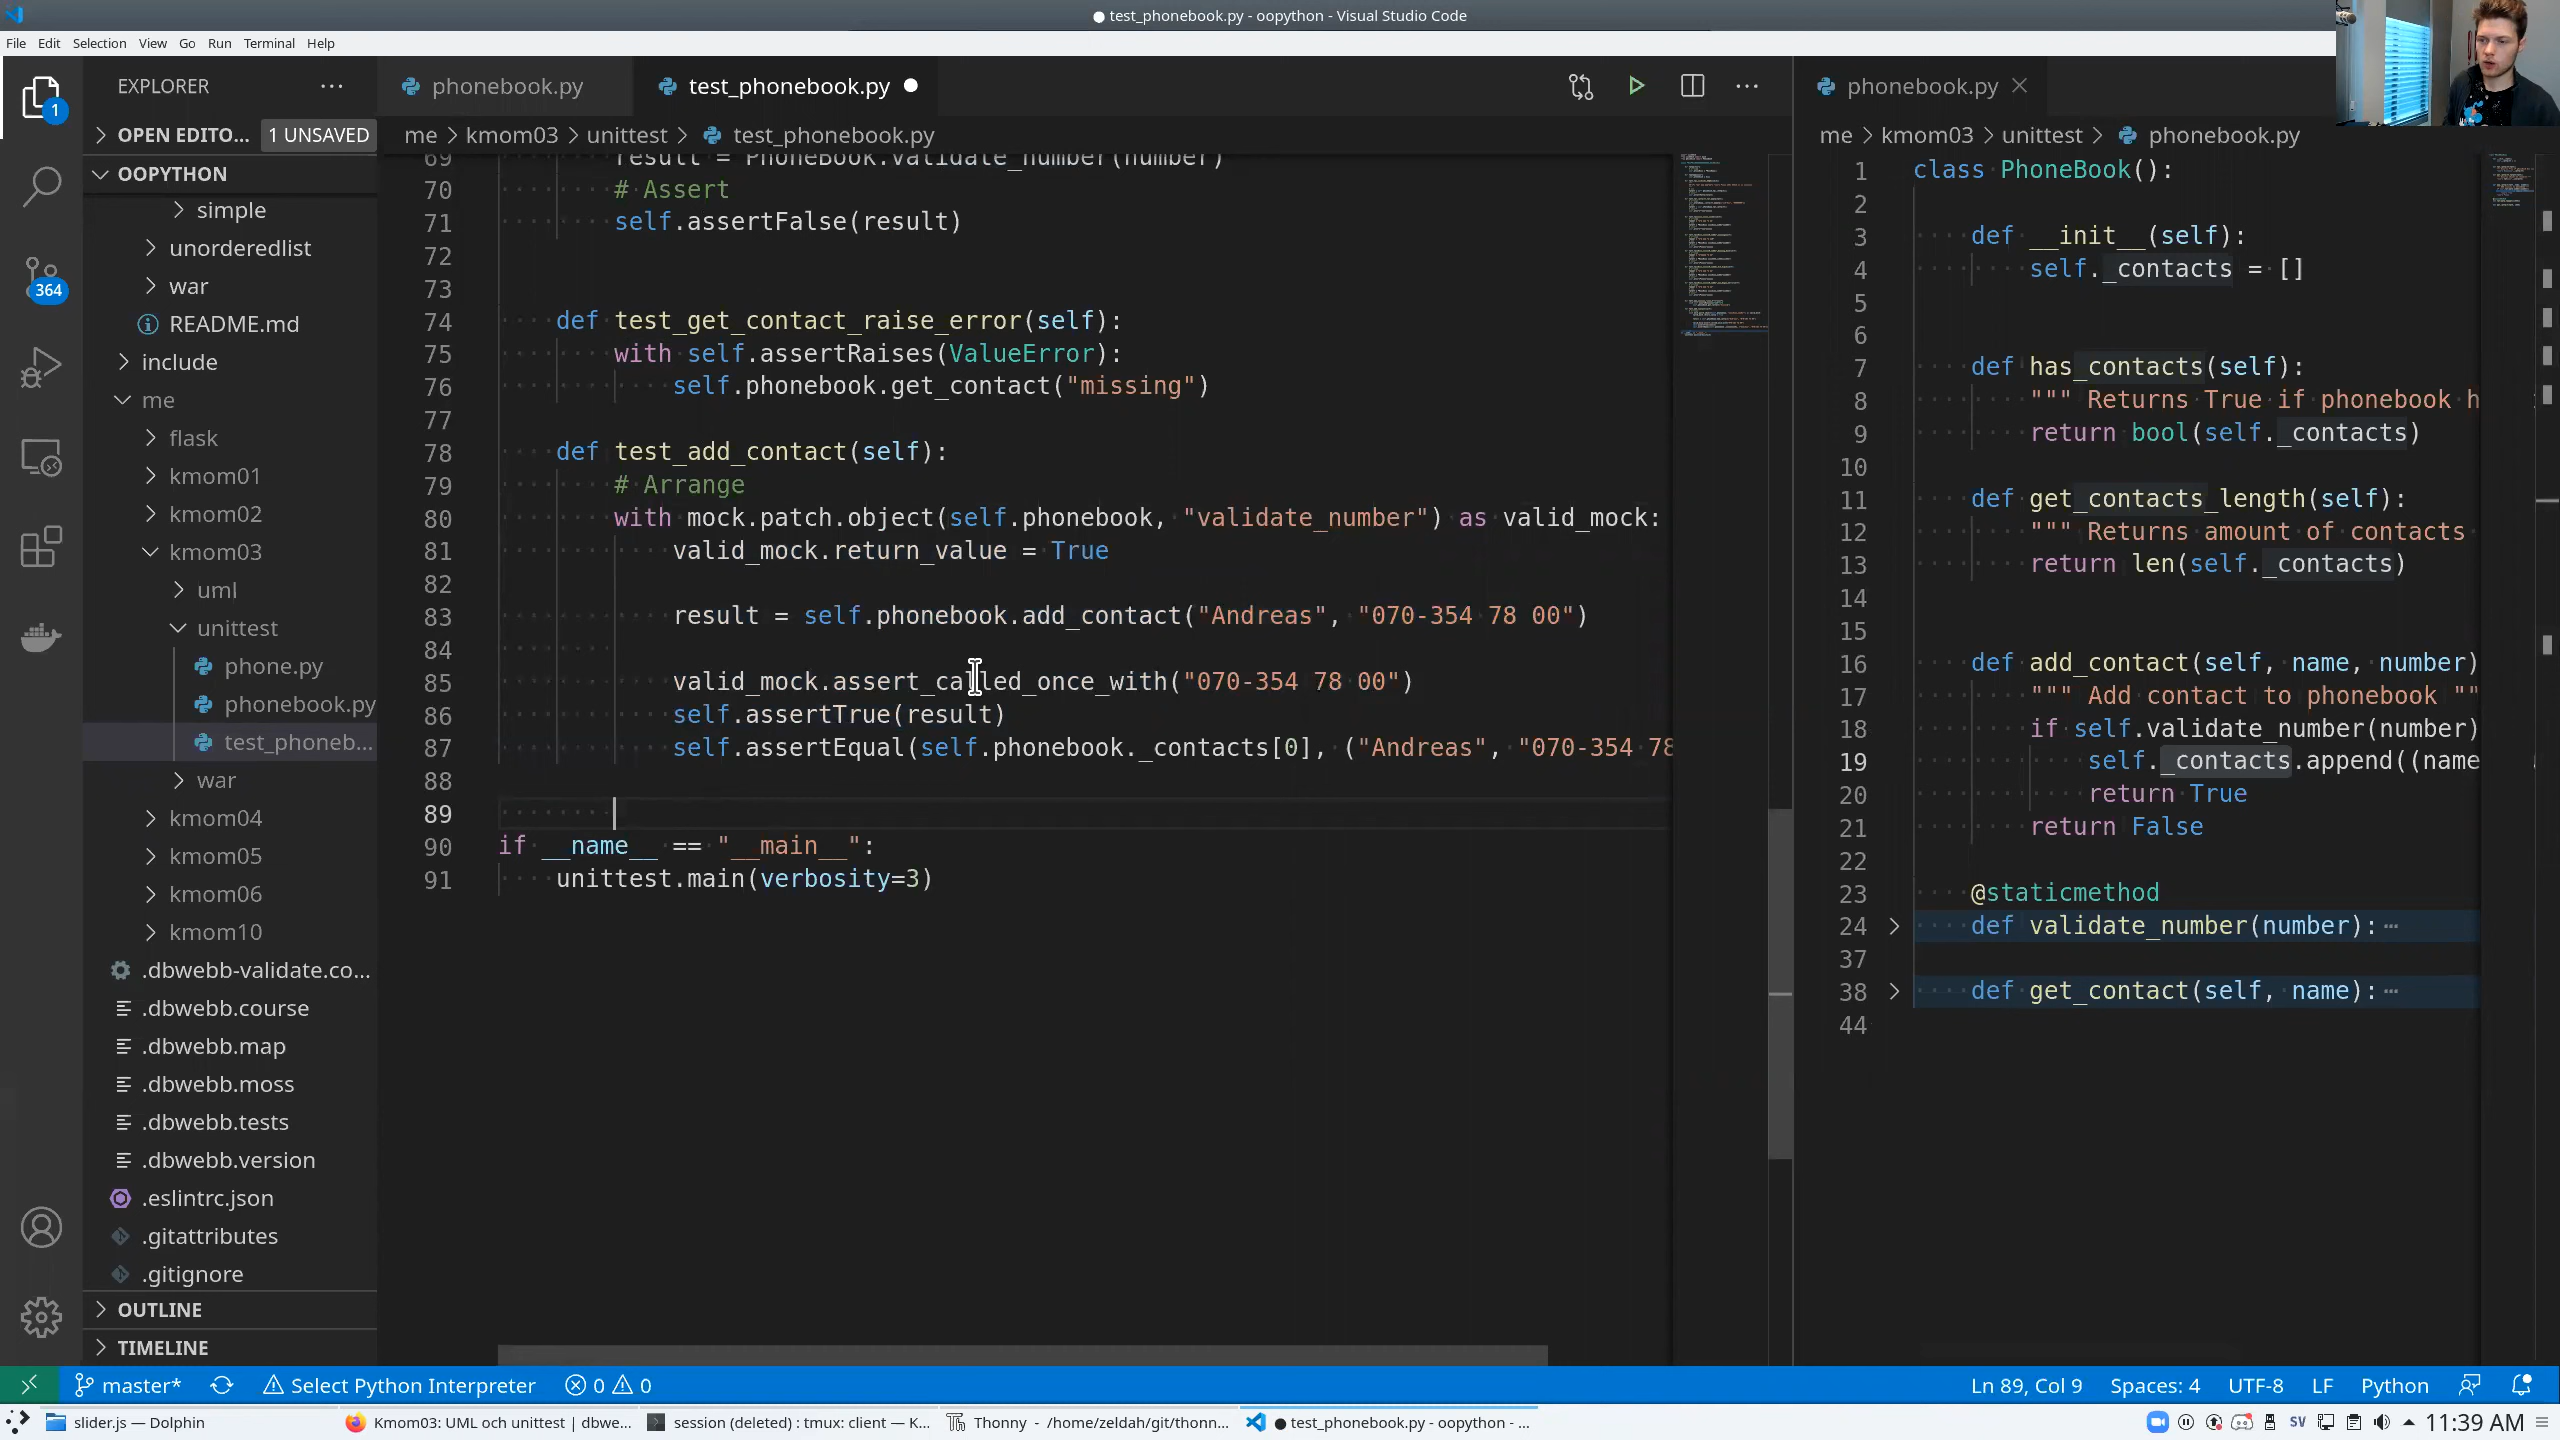 test_phonebook.py - oopython - Visual Studio Code
File Edit Selection View Go Run Terminal Help
EXPLORER
OPEN EDITO... 1 UNSAVED
OOPYTHON
simple
unorderedlist
war
README.md
include
me
flask
kmom01
kmom02
kmom03
uml
unittest
phone.py
phonebook.py
test_phoneb...
war
kmom04
kmom05
kmom06
kmom10
.dbwebb-validate.co...
.dbwebb.course
.dbwebb.map
.dbwebb.moss
.dbwebb.tests
.dbwebb.version
.eslintrc.json
.gitattributes
.gitignore
OUTLINE
TIMELINE
1
364
phonebook.py test_phonebook.py
me > kmom03 > unittest > test_phonebook.py
69 result = PhoneBook.validate_number(number)
70 # Assert
71 self.assertFalse(result)
72
73
74 def test_get_contact_raise_error(self):
75 with self.assertRaises(ValueError):
76 self.phonebook.get_contact("missing")
77
78 def test_add_contact(self):
79 # Arrange
80 with mock.patch.object(self.phonebook, "validate_number") as valid_mock:
81 valid_mock.return_value = True
82
83 result = self.phonebook.add_contact("Andreas", "070-354 78 00")
84
85 valid_mock.assert_called_once_with("070-354 78 00")
86 self.assertTrue(result)
87 self.assertEqual(self.phonebook._contacts[0], ("Andreas", "070-354 78
88
89
90 if __name__ == "__main__":
91 unittest.main(verbosity=3)
phonebook.py
me > kmom03 > unittest > phonebook.py
1 class PhoneBook():
2
3 def __init__(self):
4 self._contacts = []
5
6
7 def has_contacts(self):
8 """ Returns True if phonebook h
9 return bool(self._contacts)
10
11 def get_contacts_length(self):
12 """ Returns amount of contacts
13 return len(self._contacts)
14
15
16 def add_contact(self, name, number)
17 """ Add contact to phonebook ""
18 if self.validate_number(number)
19 self._contacts.append((name
20 return True
21 return False
22
23 @staticmethod
24 def validate_number(number):⋯
37
38 def get_contact(self, name):⋯
44
master* Select Python Interpreter 0 0 Ln 89, Col 9 Spaces: 4 UTF-8 LF Python
slider.js — Dolphin Kmom03: UML och unittest | dbwe... session (deleted) : tmux: client — K... Thonny - /home/zeldah/git/thonn... test_phonebook.py - oopython - ... SV 11:39 AM